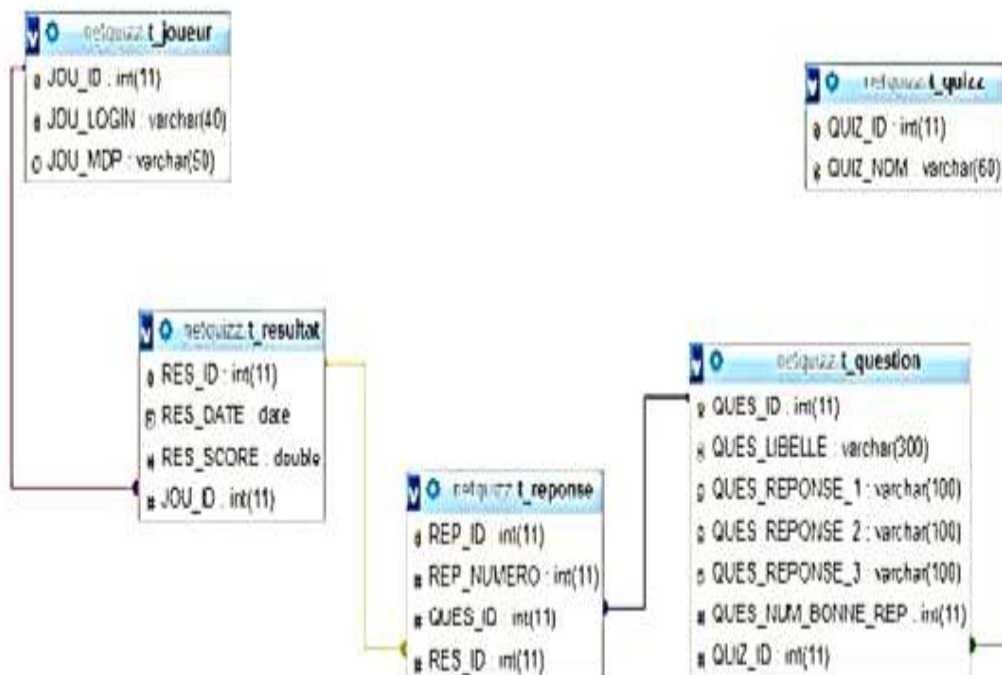 netquizz.t_joueur
JOU_ID : int(11)
JOU_LOGIN : varchar(40)
JOU_MDP : varchar(50)
netquizz.t_quizz
QUIZ_ID : int(11)
QUIZ_NOM : varchar(60)
netquizz.t_resultat
RES_ID : int(11)
RES_DATE : date
RES_SCORE : double
JOU_ID : int(11)
netquizz.t_reponse
REP_ID : int(11)
REP_NUMERO : int(11)
QUES_ID : int(11)
RES_ID : int(11)
netquizz.t_question
QUES_ID : int(11)
QUES_LIBELLE : varchar(300)
QUES_REPONSE_1 : varchar(100)
QUES_REPONSE_2 : varchar(100)
QUES_REPONSE_3 : varchar(100)
QUES_NUM_BONNE_REP : int(11)
QUIZ_ID : int(11)